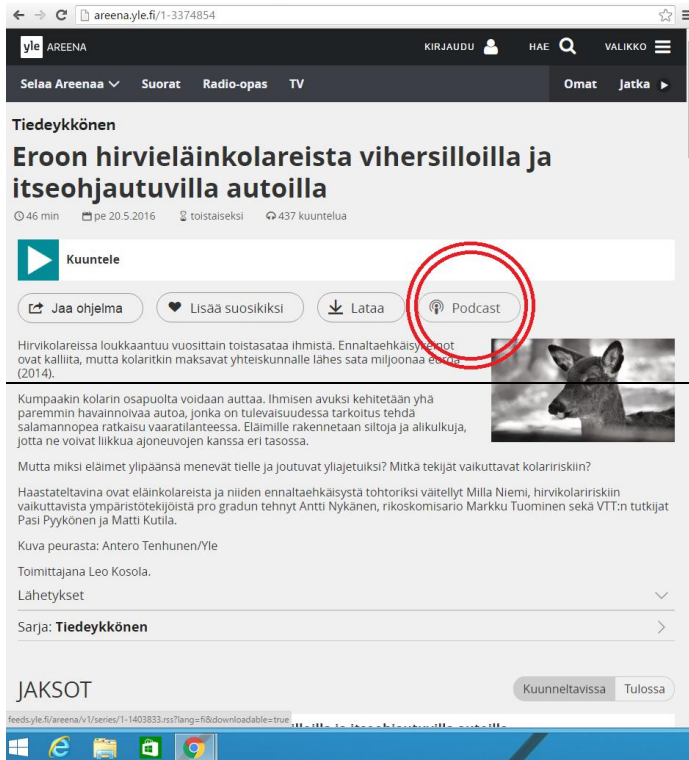 areena.yle.fi/1-3374854
yle AREENA KIRJAUDU HAE VALIKKO
Selaa Areenaa Suorat Radio-opas TV Omat Jatka
Tiedeykkönen
Eroon hirvieläinkolareista vihersilloilla ja
itseohjautuvilla autoilla
46 min pe 20.5.2016 toistaiseksi 437 kuuntelua
Kuuntele
Jaa ohjelma Lisää suosikiksi Lataa Podcast
Hirvikolareissa loukkaantuu vuosittain toistasataa ihmistä. Ennaltaehkäisykeinot
ovat kalliita, mutta kolaritkin maksavat yhteiskunnalle lähes sata miljoonaa euroa
(2014).
Kumpaakin kolarin osapuolta voidaan auttaa. Ihmisen avuksi kehitetään yhä
paremmin havainnoivaa autoa, jonka on tulevaisuudessa tarkoitus tehdä
salamannopea ratkaisu vaaratilanteessa. Eläimille rakennetaan siltoja ja alikulkuja,
jotta ne voivat liikkua ajoneuvojen kanssa eri tasossa.
Mutta miksi eläimet ylipäänsä menevät tielle ja joutuvat yliajetuiksi? Mitkä tekijät vaikuttavat kolaririskiin?
Haastateltavina ovat eläinkolareista ja niiden ennaltaehkäisystä tohtoriksi väitellyt Milla Niemi, hirvikolaririskiin
vaikuttavista ympäristötekijöistä pro gradun tehnyt Antti Nykänen, rikoskomisario Markku Tuominen sekä VTT:n tutkijat
Pasi Pyykönen ja Matti Kutila.
Kuva peurasta: Antero Tenhunen/Yle
Toimittajana Leo Kosola.
Lähetykset
Sarja: Tiedeykkönen
JAKSOT Kuunneltavissa Tulossa
feeds.yle.fi/areena/v1/series/1-1403833.rss?lang=fi&downloadable=true